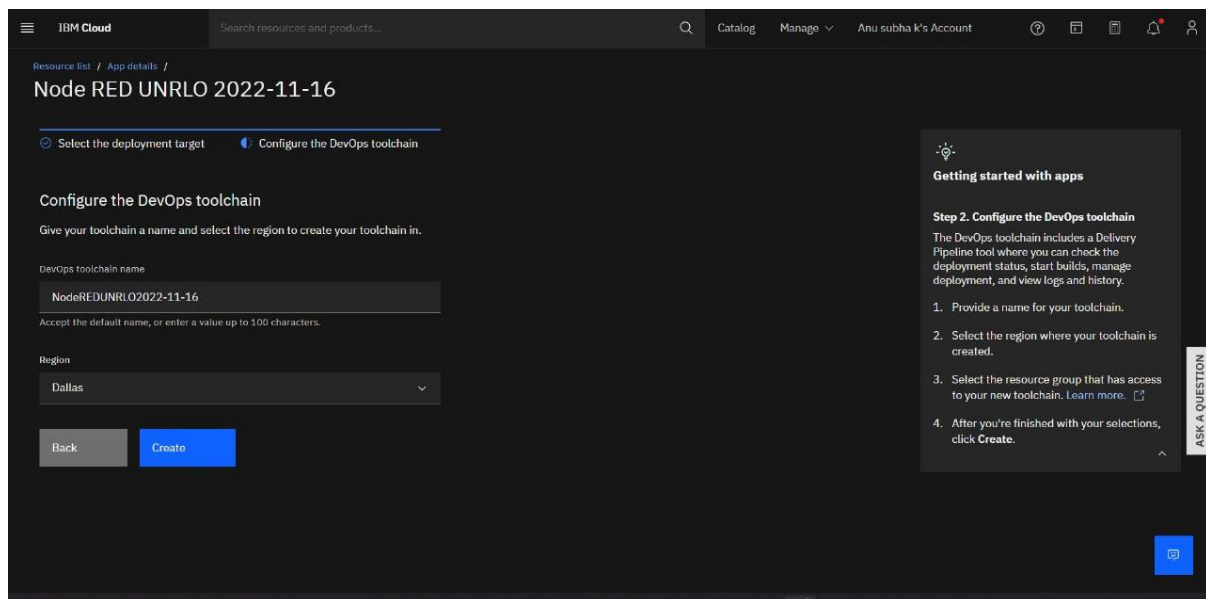 IBM Cloud
Search resources and products...
Catalog
Manage
Anu subha k's Account
Resource list / App details /
Node RED UNRLO 2022-11-16
Select the deployment target
Configure the DevOps toolchain
Configure the DevOps toolchain
Give your toolchain a name and select the region to create your toolchain in.
DevOps toolchain name
NodeREDUNRLO2022-11-16
Accept the default name, or enter a value up to 100 characters.
Region
Dallas
Back
Create
Getting started with apps
Step 2. Configure the DevOps toolchain
The DevOps toolchain includes a Delivery
Pipeline tool where you can check the
deployment status, start builds, manage
deployment, and view logs and history.
1. Provide a name for your toolchain.
2. Select the region where your toolchain is
created.
3. Select the resource group that has access
to your new toolchain. Learn more.
4. After you're finished with your selections,
click Create.
ASK A QUESTION